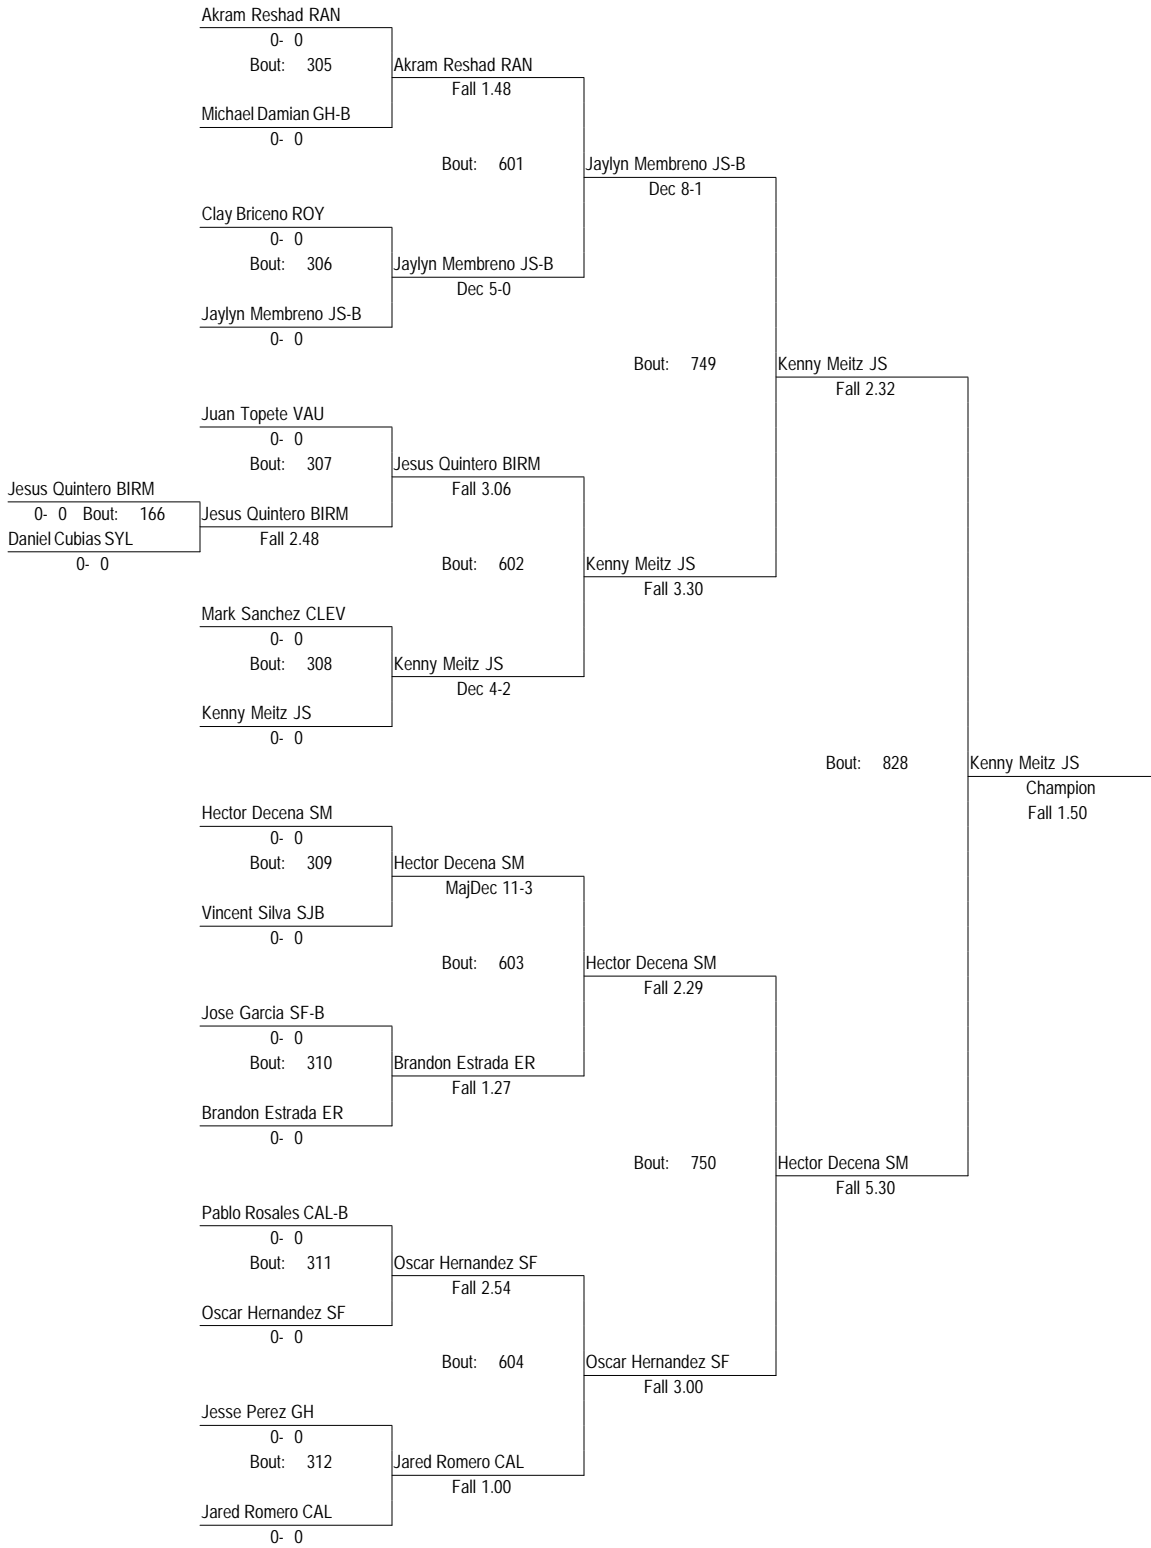 Akram Reshad RAN
0- 0
Bout: 305
Akram Reshad RAN
Fall 1.48
Michael Damian GH-B
0- 0
Bout: 601
Jaylyn Membreno JS-B
Dec 8-1
Clay Briceno ROY
0- 0
Bout: 306
Jaylyn Membreno JS-B
Dec 5-0
Jaylyn Membreno JS-B
0- 0
Bout: 749
Kenny Meitz JS
Fall 2.32
Juan Topete VAU
0- 0
Bout: 307
Jesus Quintero BIRM
Fall 3.06
Jesus Quintero BIRM
0- 0 Bout: 166
Jesus Quintero BIRM
Daniel Cubias SYL
Fall 2.48
0- 0
Bout: 602
Kenny Meitz JS
Fall 3.30
Mark Sanchez CLEV
0- 0
Bout: 308
Kenny Meitz JS
Dec 4-2
Kenny Meitz JS
0- 0
Bout: 828
Kenny Meitz JS
Champion
Fall 1.50
Hector Decena SM
0- 0
Bout: 309
Hector Decena SM
MajDec 11-3
Vincent Silva SJB
0- 0
Bout: 603
Hector Decena SM
Fall 2.29
Jose Garcia SF-B
0- 0
Bout: 310
Brandon Estrada ER
Fall 1.27
Brandon Estrada ER
0- 0
Bout: 750
Hector Decena SM
Fall 5.30
Pablo Rosales CAL-B
0- 0
Bout: 311
Oscar Hernandez SF
Fall 2.54
Oscar Hernandez SF
0- 0
Bout: 604
Oscar Hernandez SF
Fall 3.00
Jesse Perez GH
0- 0
Bout: 312
Jared Romero CAL
Fall 1.00
Jared Romero CAL
0- 0